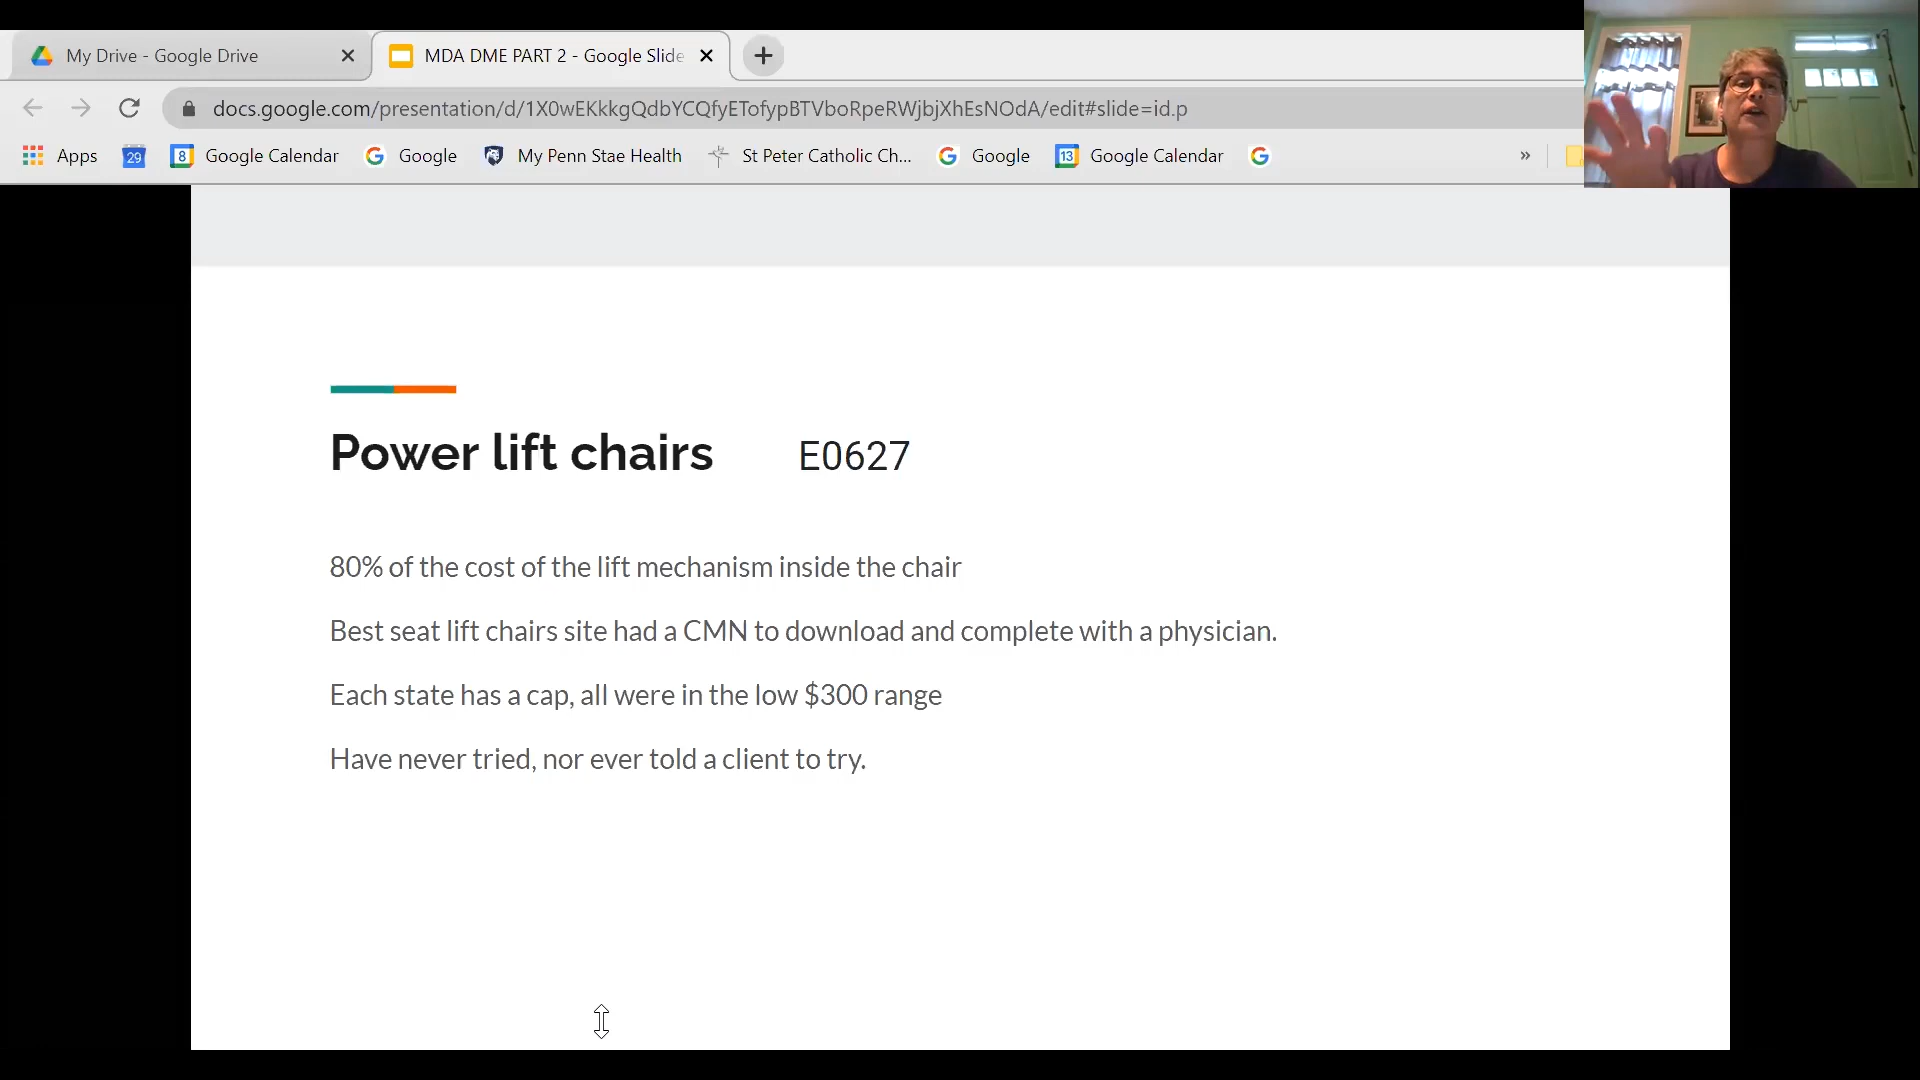 My Drive - Google Drive
MDA DME PART 2 - Google Slide
docs.google.com/presentation/d/1X0wEKkkgQdbYCQfyETofypBTVboRpeRWjbjXhEsNOdA/edit#slide=id.p
Apps 29 8 Google Calendar Google My Penn Stae Health St Peter Catholic Ch... Google 13 Google Calendar »
Power lift chairs E0627
80% of the cost of the lift mechanism inside the chair
Best seat lift chairs site had a CMN to download and complete with a physician.
Each state has a cap, all were in the low $300 range
Have never tried, nor ever told a client to try.